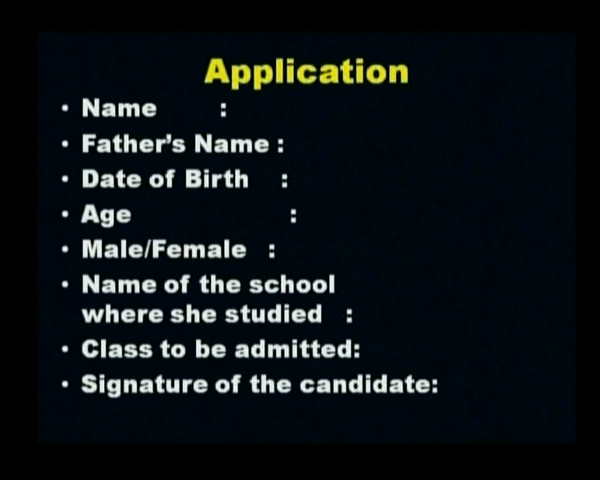 Application
• Name :
• Father's Name :
• Date of Birth :
• Age :
• Male/Female :
• Name of the school
where she studied :
• Class to be admitted:
• Signature of the candidate: